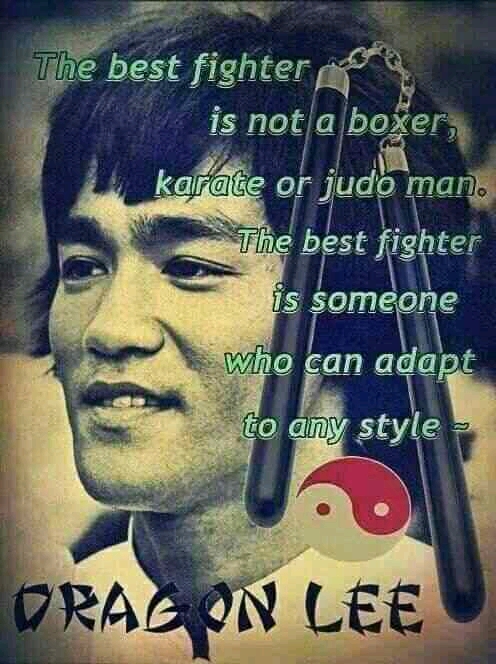 The best fighter
is not a boxer,
karate or judo man.
The best fighter
is someone
who can adapt
to any style ~
DRAGON LEE